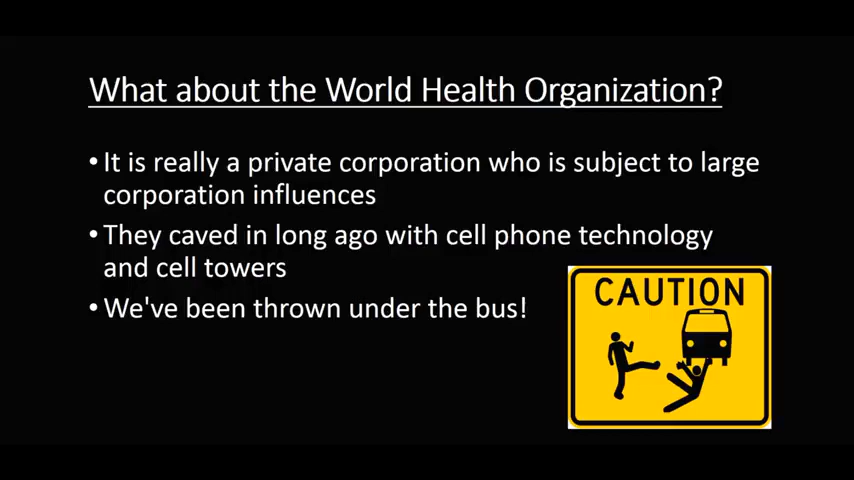 What about the World Health Organization?
• It is really a private corporation who is subject to large
corporation influences
• They caved in long ago with cell phone technology
and cell towers
• We've been thrown under the bus!
CAUTION